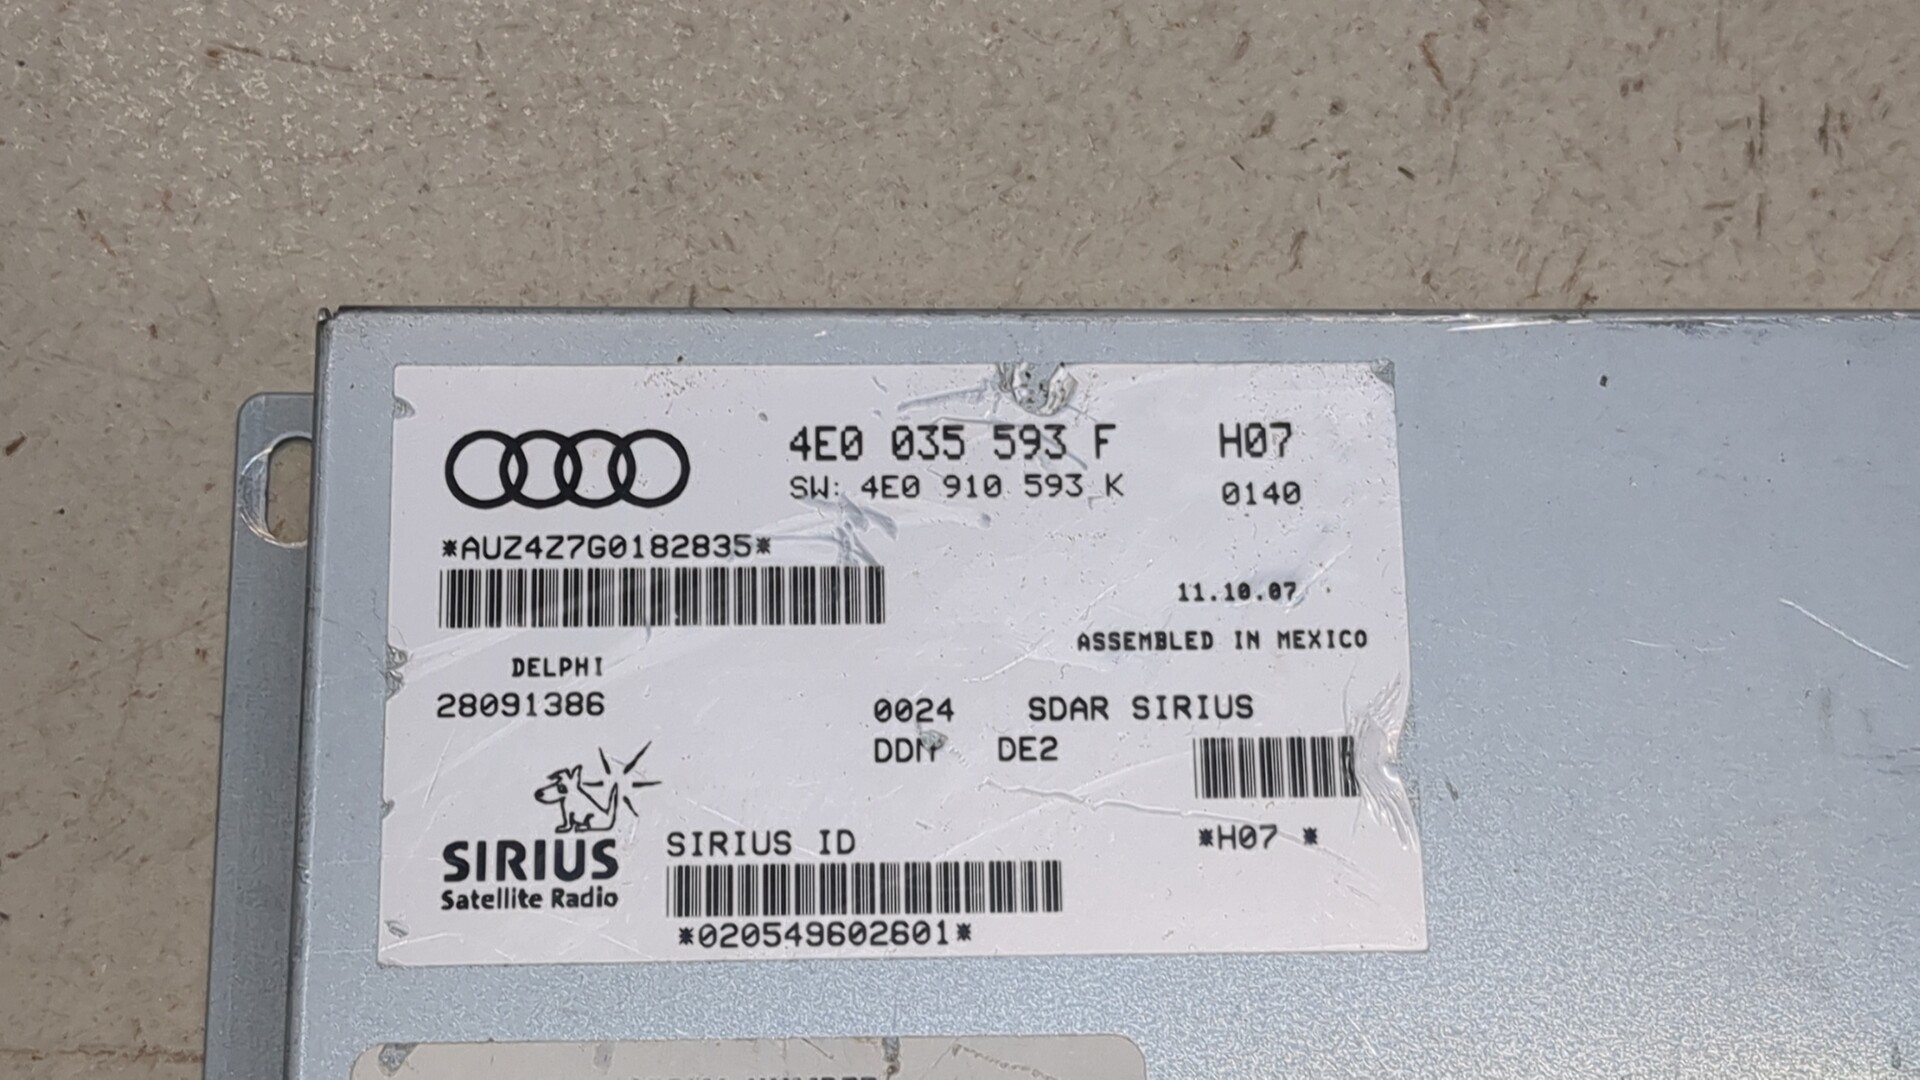 4E0 035 593 F H07
SW: 4E0 910 593 K 0140
*AUZ4Z7G0182835*
11.10.07
ASSEMBLED IN MEXICO
DELPHI
28091386 0024 SDAR SIRIUS
DE2
SIRIUS
Satellite Radio
SIRIUS ID
*020549602601*
*H07 *